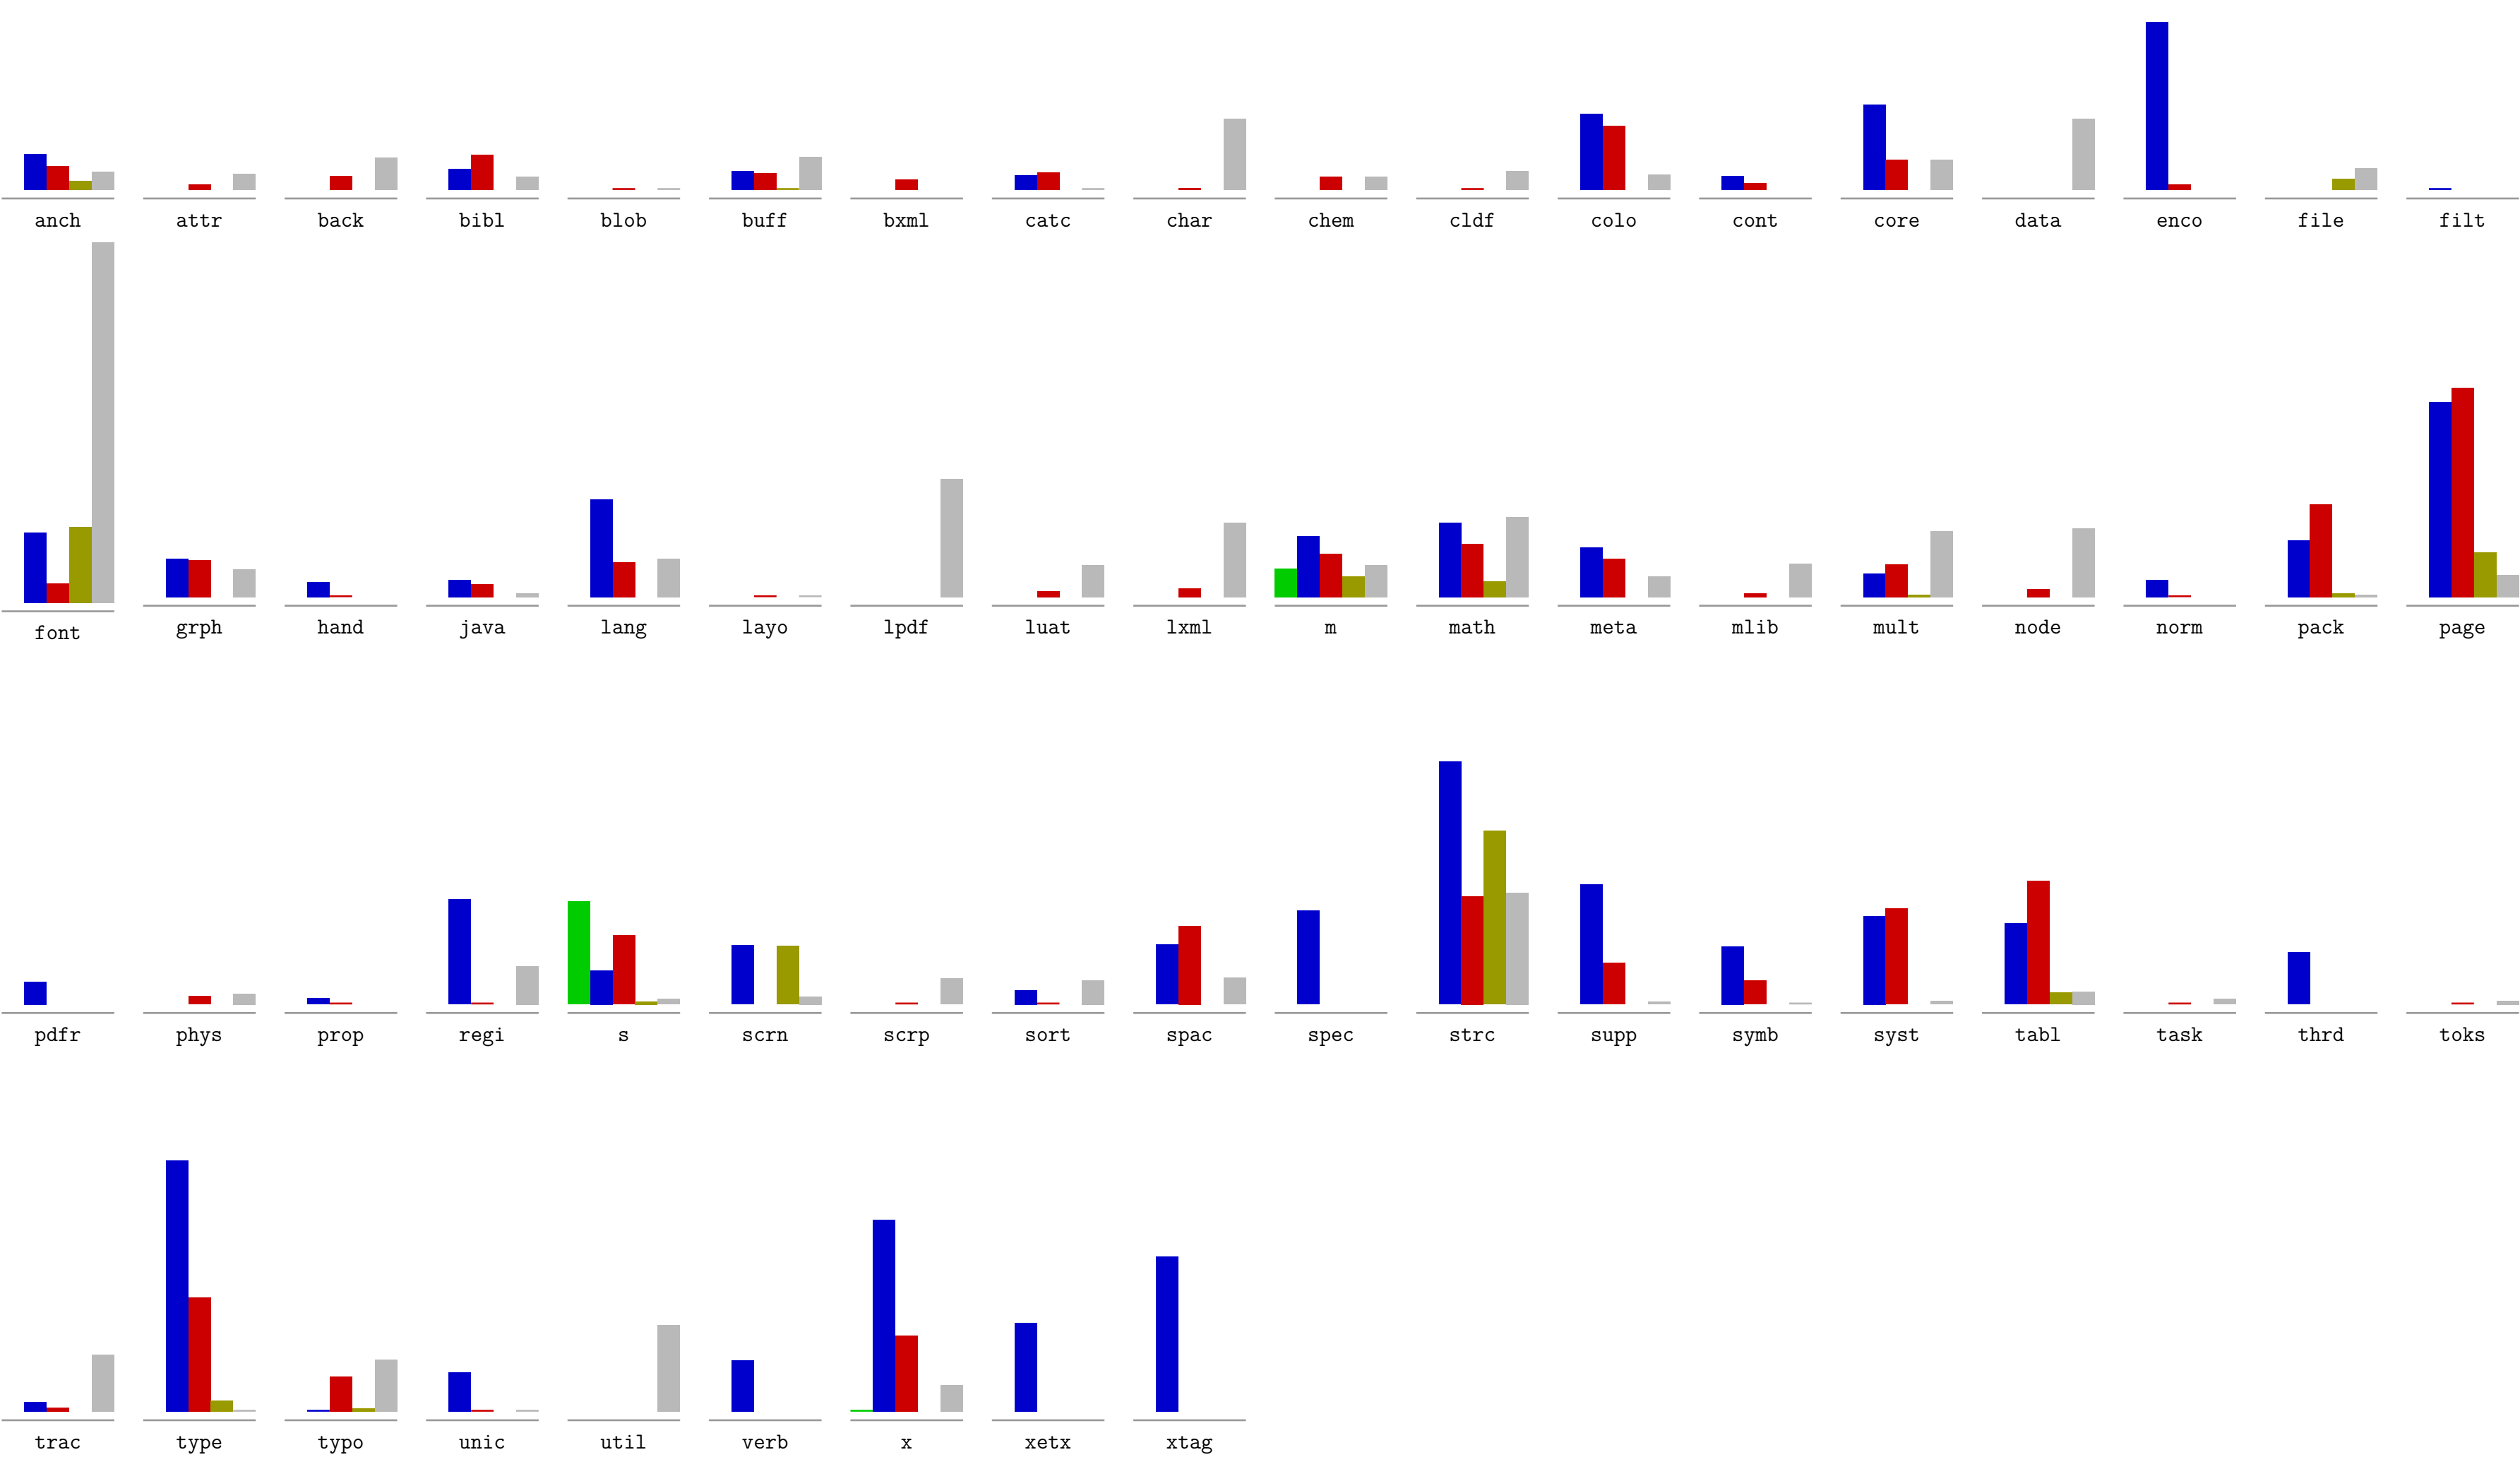 anch attr back bibl blob buff bxml catc char chem cldf colo cont core data enco file filt
font grph hand java lang layo lpdf luat lxml m math meta mlib mult node norm pack page
pdfr phys prop regi s scrn scrp sort spac spec strc supp symb syst tabl task thrd toks
trac type typo unic util verb x xetx xtag